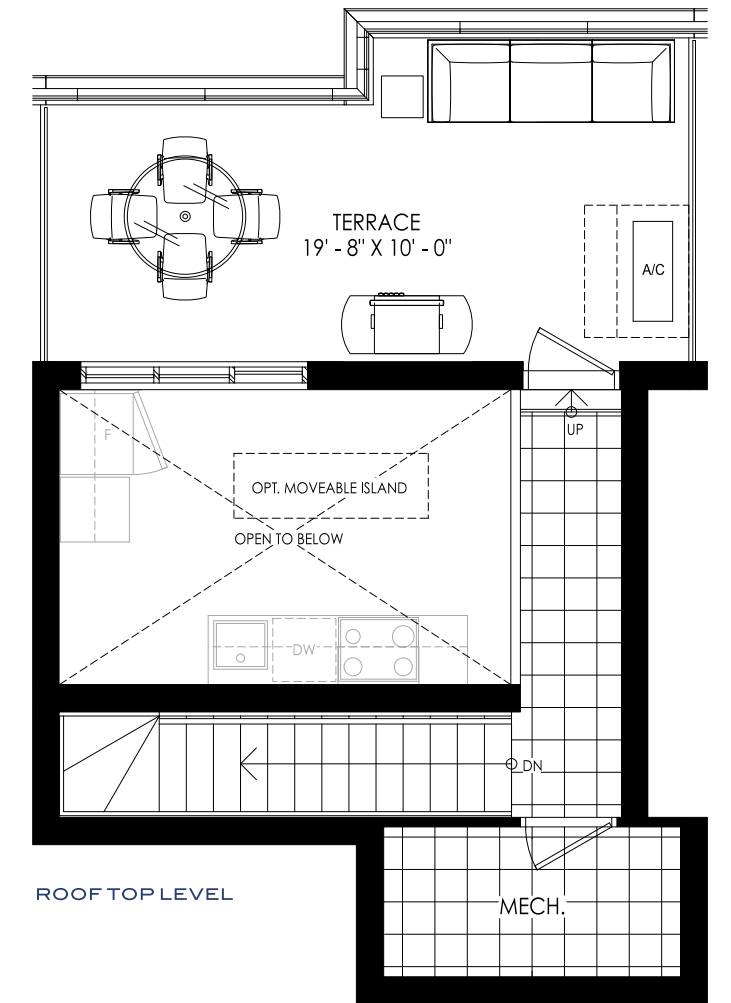 TERRACE
19' - 8" X 10' - 0"
A/C
UP
F
OPT. MOVEABLE ISLAND
OPEN TO BELOW
DW
DN
ROOF TOP LEVEL
MECH.